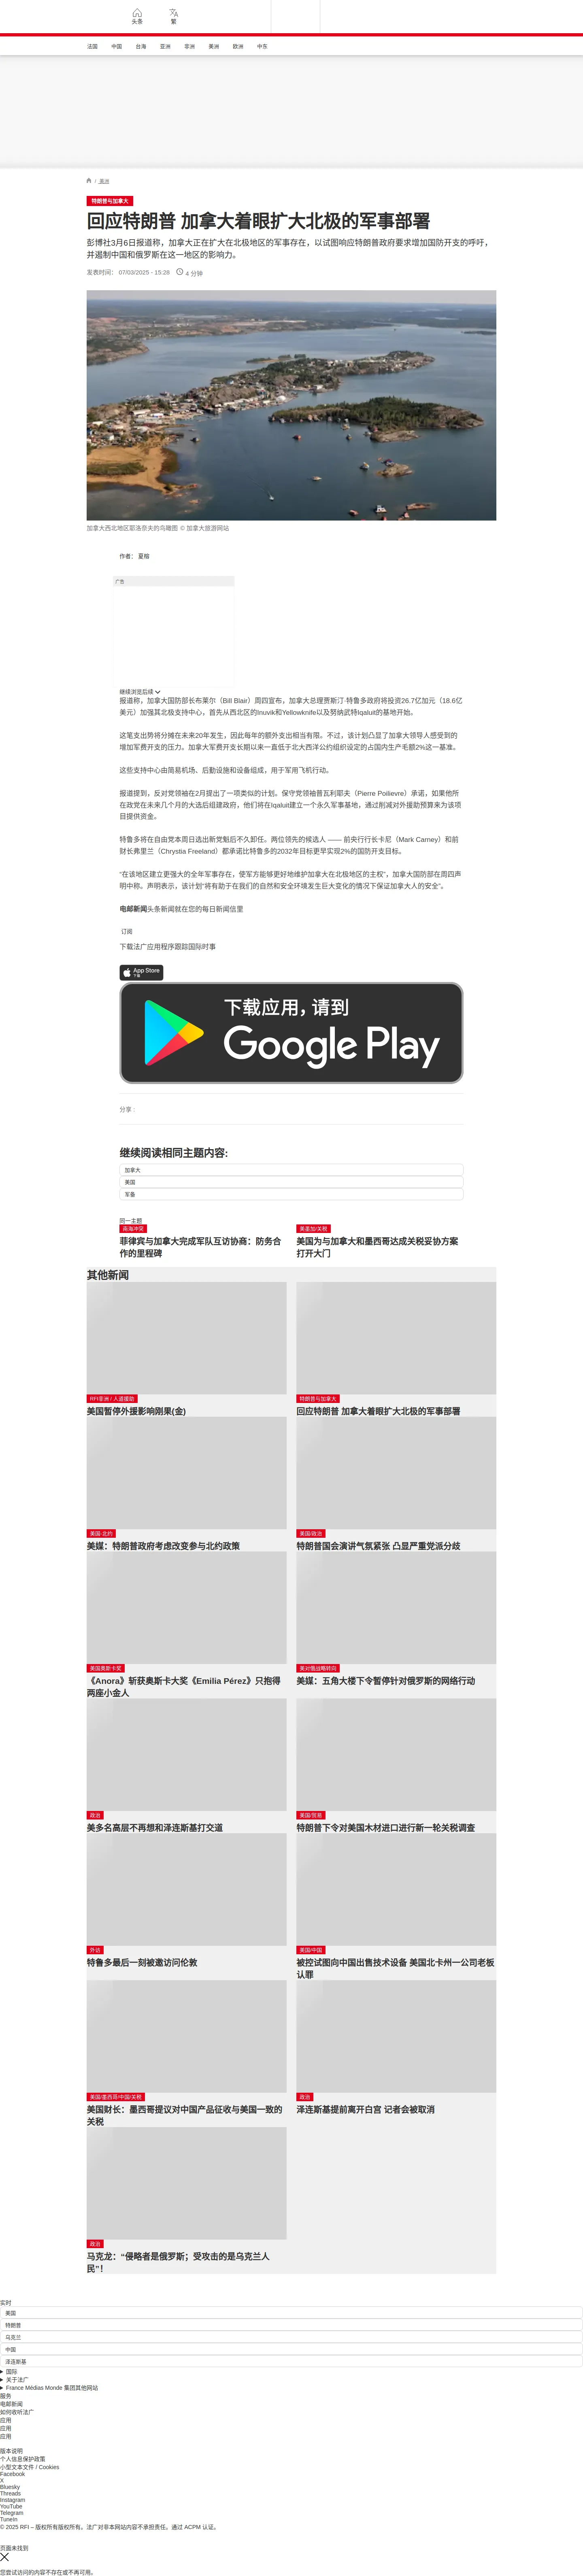 头条
繁
法国 中国 台海 亚洲 非洲 美洲 欧洲 中东
/ 美洲
特朗普与加拿大
回应特朗普 加拿大着眼扩大北极的军事部署
彭博社3月6日报道称，加拿大正在扩大在北极地区的军事存在，以试图响应特朗普政府要求增加国防开支的呼吁，
并遏制中国和俄罗斯在这一地区的影响力。
发表时间： 07/03/2025 - 15:28 4 分钟
加拿大西北地区耶洛奈夫的鸟瞰图 © 加拿大旅游网站
作者： 夏榕
广告
继续浏览后续
报道称，加拿大国防部长布莱尔（Bill Blair）周四宣布，加拿大总理贾斯汀·特鲁多政府将投资26.7亿加元（18.6亿
美元）加强其北极支持中心，首先从西北区的Inuvik和Yellowknife以及努纳武特Iqaluit的基地开始。
这笔支出势将分摊在未来20年发生，因此每年的额外支出相当有限。不过，该计划凸显了加拿大领导人感受到的
增加军费开支的压力。加拿大军费开支长期以来一直低于北大西洋公约组织设定的占国内生产毛额2%这一基准。
这些支持中心由简易机场、后勤设施和设备组成，用于军用飞机行动。
报道提到，反对党领袖在2月提出了一项类似的计划。保守党领袖普瓦利耶夫（Pierre Poilievre）承诺，如果他所
在政党在未来几个月的大选后组建政府，他们将在Iqaluit建立一个永久军事基地，通过削减对外援助预算来为该项
目提供资金。
特鲁多将在自由党本周日选出新党魁后不久卸任。两位领先的候选人 —— 前央行行长卡尼（Mark Carney）和前
财长弗里兰（Chrystia Freeland）都承诺比特鲁多的2032年目标更早实现2%的国防开支目标。
“在该地区建立更强大的全年军事存在，使军方能够更好地维护加拿大在北极地区的主权”，加拿大国防部在周四声
明中称。声明表示，该计划“将有助于在我们的自然和安全环境发生巨大变化的情况下保证加拿大人的安全”。
电邮新闻头条新闻就在您的每日新闻信里
订阅
下载法广应用程序跟踪国际时事
App Store
下载
下载应用，请到
Google Play
分享 :
继续阅读相同主题内容:
加拿大
美国
军备
同一主题
南海冲突
菲律宾与加拿大完成军队互访协商：防务合
作的里程碑
美墨加/关税
美国为与加拿大和墨西哥达成关税妥协方案
打开大门
其他新闻
RFI非洲 / 人道援助
美国暂停外援影响刚果(金)
特朗普与加拿大
回应特朗普 加拿大着眼扩大北极的军事部署
美国·北约
美媒：特朗普政府考虑改变参与北约政策
美国/政治
特朗普国会演讲气氛紧张 凸显严重党派分歧
美国奥斯卡奖
《Anora》斩获奥斯卡大奖《Emilia Pérez》只抱得
两座小金人
美对俄战略转向
美媒：五角大楼下令暂停针对俄罗斯的网络行动
政治
美多名高层不再想和泽连斯基打交道
美国/贸易
特朗普下令对美国木材进口进行新一轮关税调查
外访
特鲁多最后一刻被邀访问伦敦
美国/中国
被控试图向中国出售技术设备 美国北卡州一公司老板
认罪
美国/墨西哥/中国/关税
美国财长：墨西哥提议对中国产品征收与美国一致的
关税
政治
泽连斯基提前离开白宫 记者会被取消
政治
马克龙：“侵略者是俄罗斯；受攻击的是乌克兰人
民”！
实时
美国
特朗普
乌克兰
中国
泽连斯基
国际
关于法广
France Médias Monde 集团其他网站
服务
电邮新闻
如何收听法广
应用
应用
应用
版本说明
个人信息保护政策
小型文本文件 / Cookies
Facebook
X
Bluesky
Threads
Instagram
YouTube
Telegram
TuneIn
© 2025 RFI – 版权所有版权所有。法广对非本网站内容不承担责任。通过 ACPM 认证。
页面未找到
您尝试访问的内容不存在或不再可用。